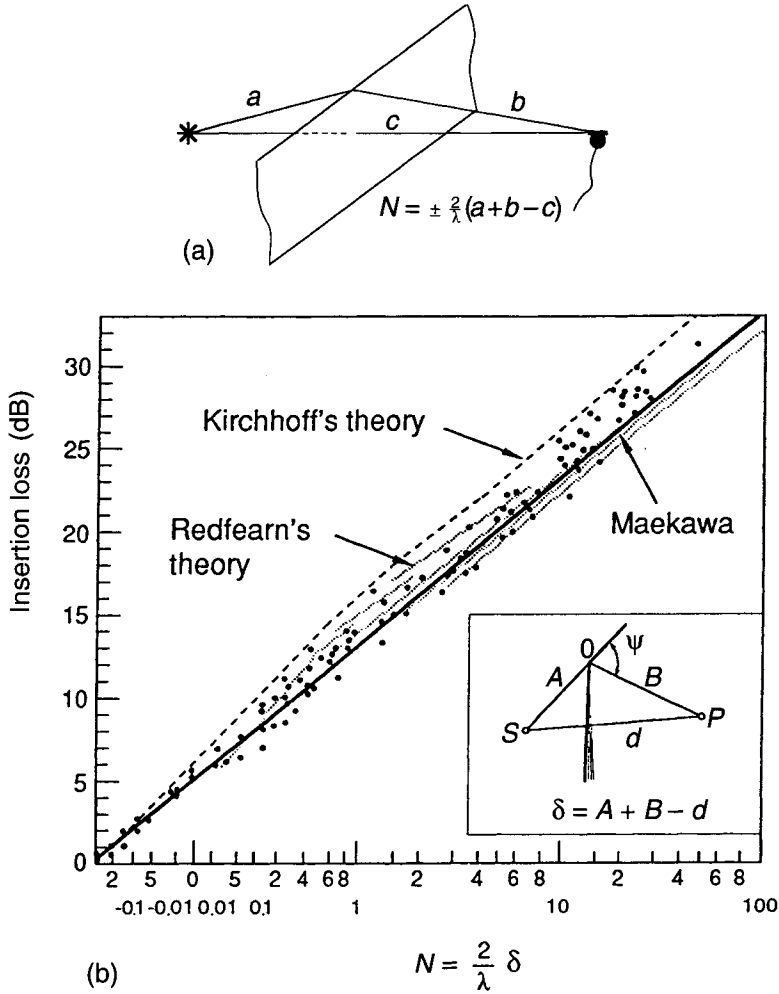 a
b
c
N = ± 2/λ (a+b−c)
(a)
Insertion loss (dB)
30
25
20
15
10
5
0
Kirchhoff's theory
Redfearn's
theory
Maekawa
0
ψ
A
B
S
P
d
δ = A + B − d
2 5 0 5 2 4 6 8 2 4 6 8 2 4 6 8
-0.1 -0.01 0.01 0.1 1 10 100
(b)
N = 2/λ δ